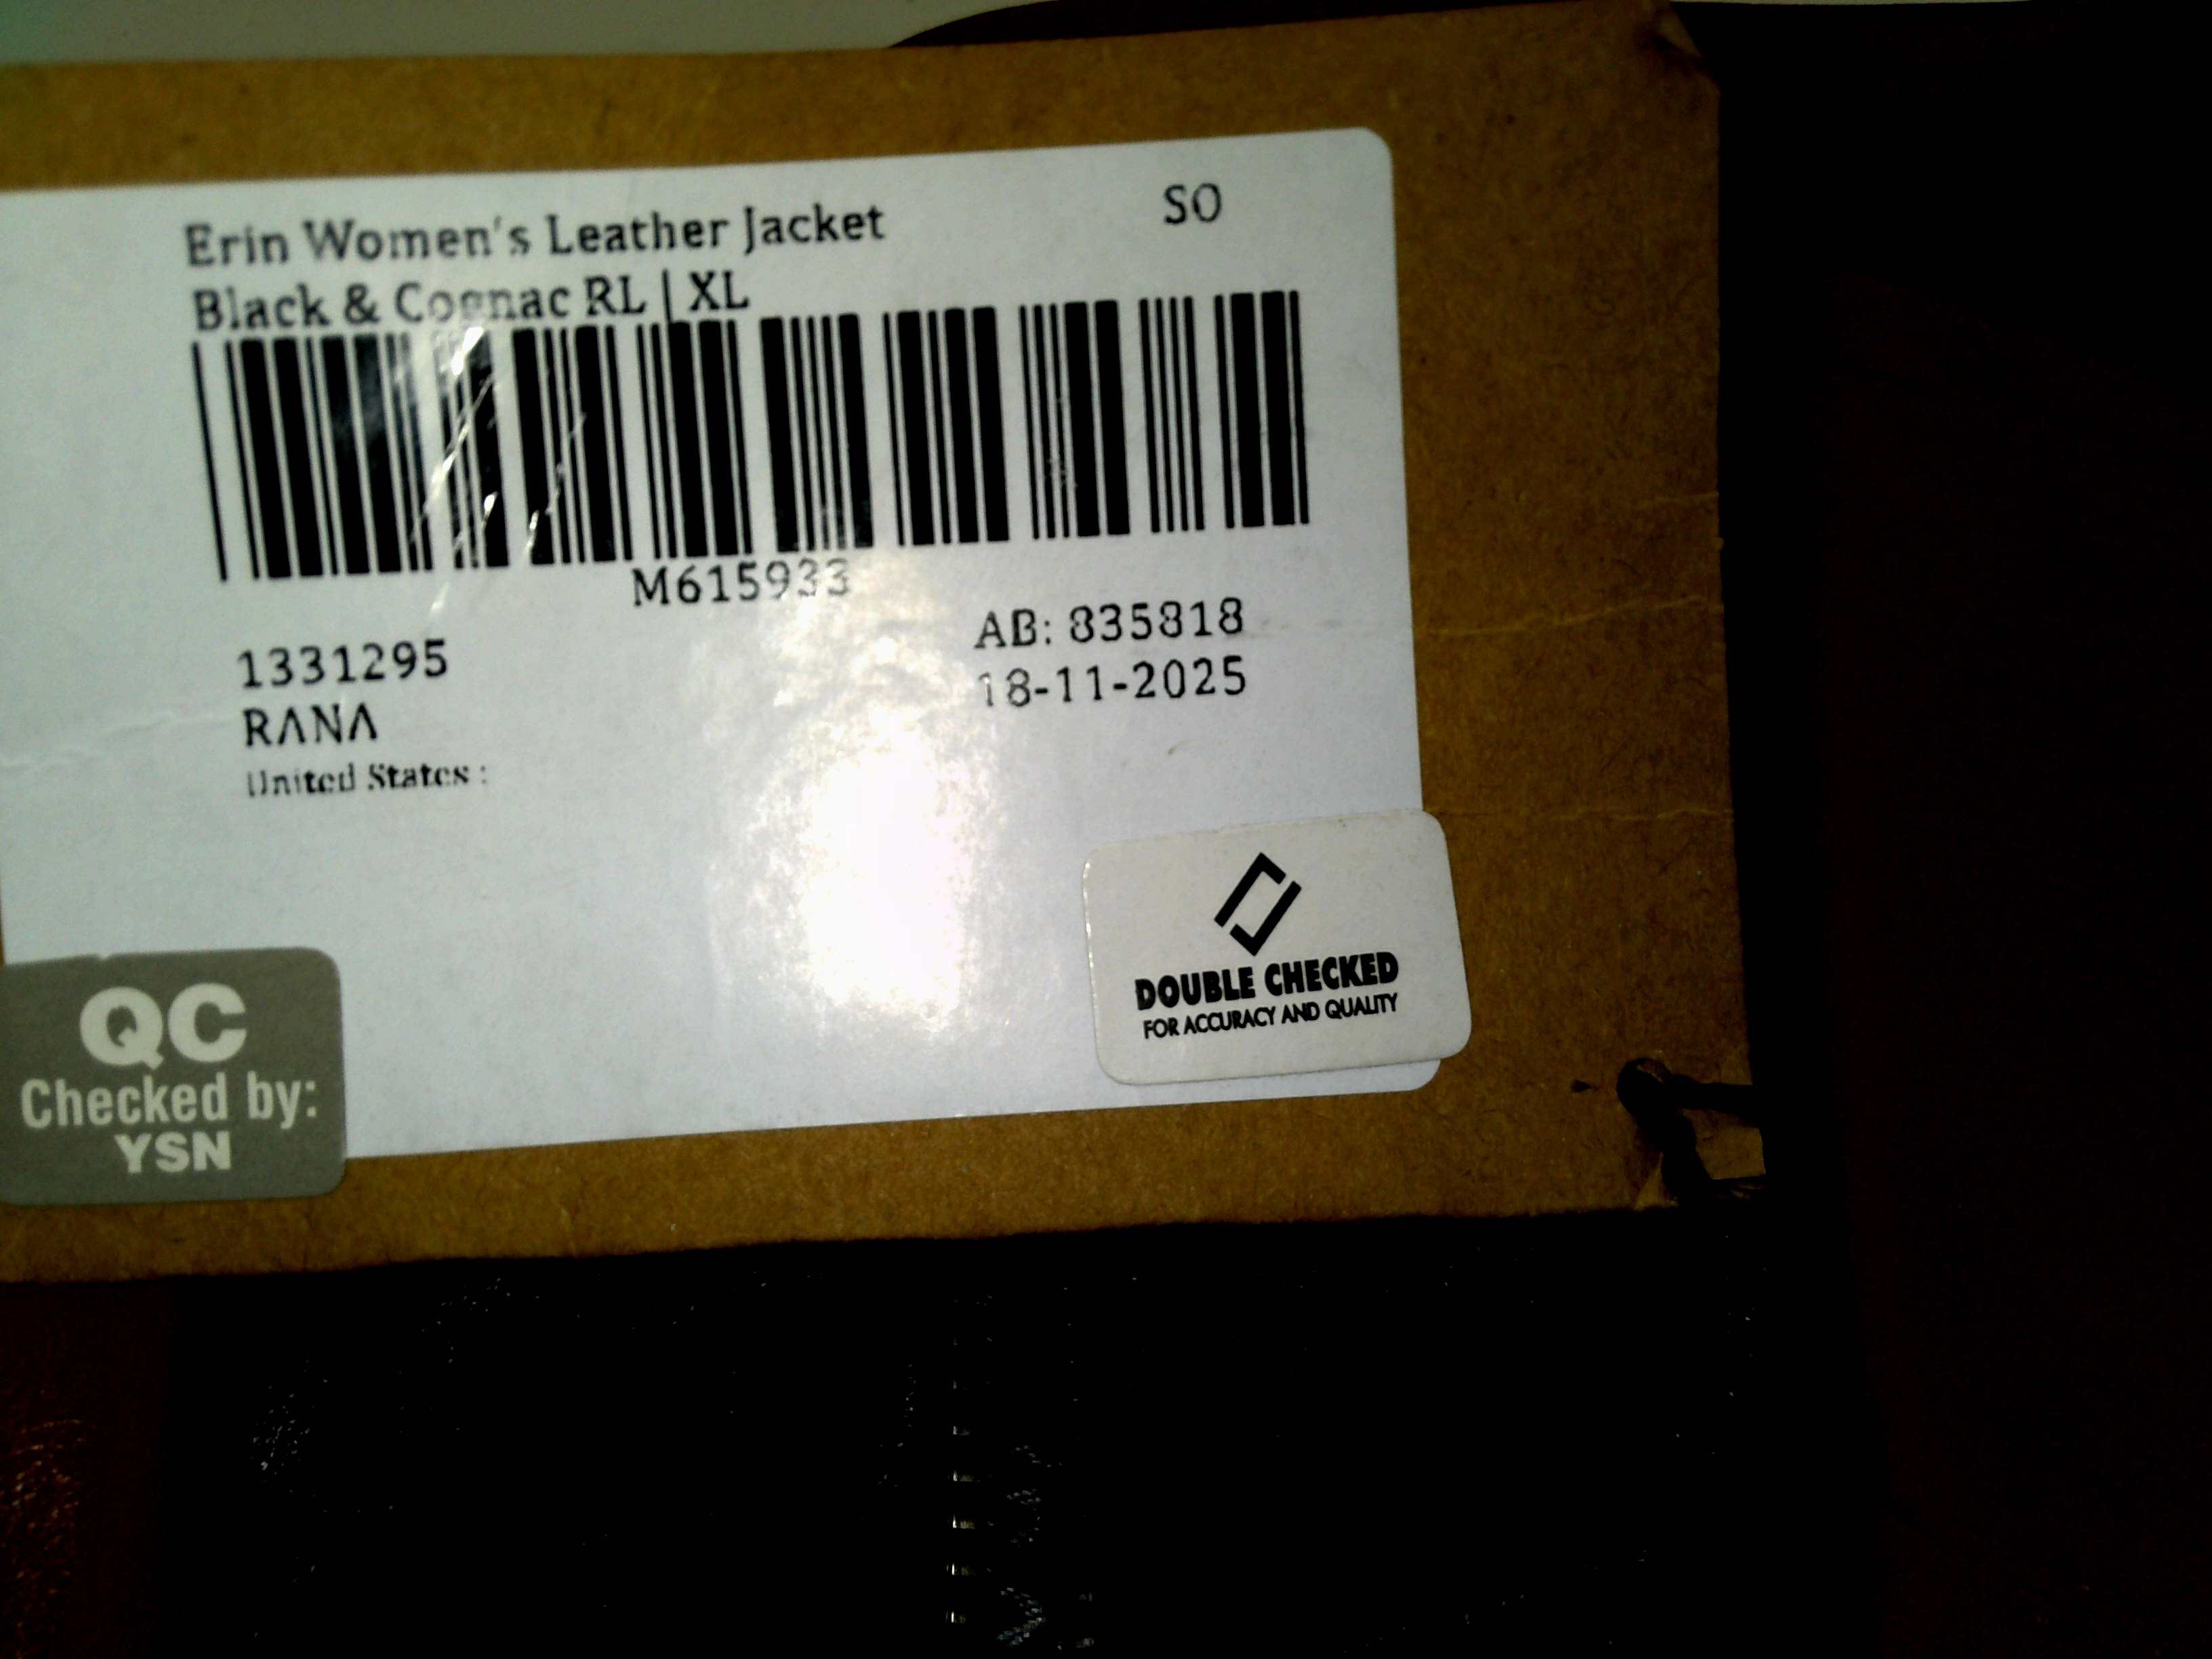 Erin Women's Leather Jacket SO
Black & Cognac RL | XL
M615933
1331295 AB: 835818
RANA 18-11-2025
United States :
DOUBLE CHECKED
FOR ACCURACY AND QUALITY
QC
Checked by:
YSN